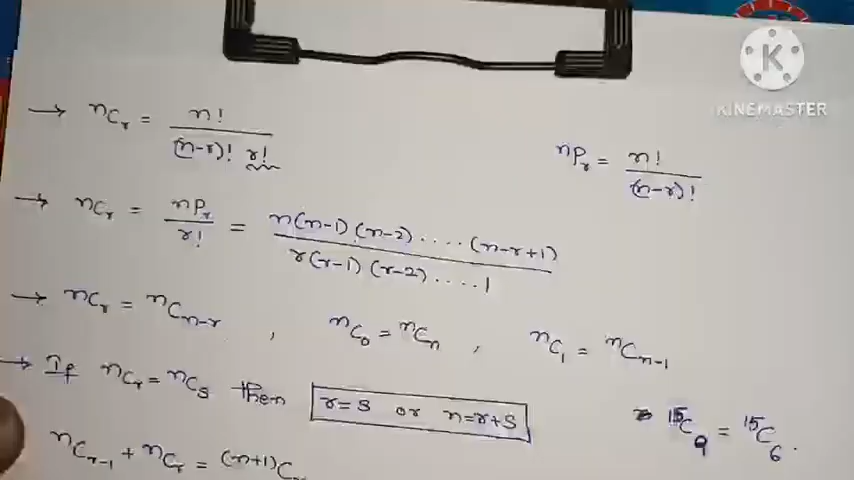 KINEMASTER
→ ⁿCᵣ = n! / (n-r)! r!
ⁿPᵣ = n! / (n-r)!
→ ⁿCᵣ = ⁿPᵣ / r! = n(n-1)(n-2)....(n-r+1) / r(r-1)(r-2)....1
→ ⁿCᵣ = ⁿCₙ₋ᵣ , ⁿC₀ = ⁿCₙ , ⁿC₁ = ⁿCₙ₋₁
→ If ⁿCᵣ = ⁿCₛ then r=s or n=r+s
¹⁵C₉ = ¹⁵C₆.
ⁿCᵣ₋₁ + ⁿCᵣ = ⁽ⁿ⁺¹⁾Cᵣ